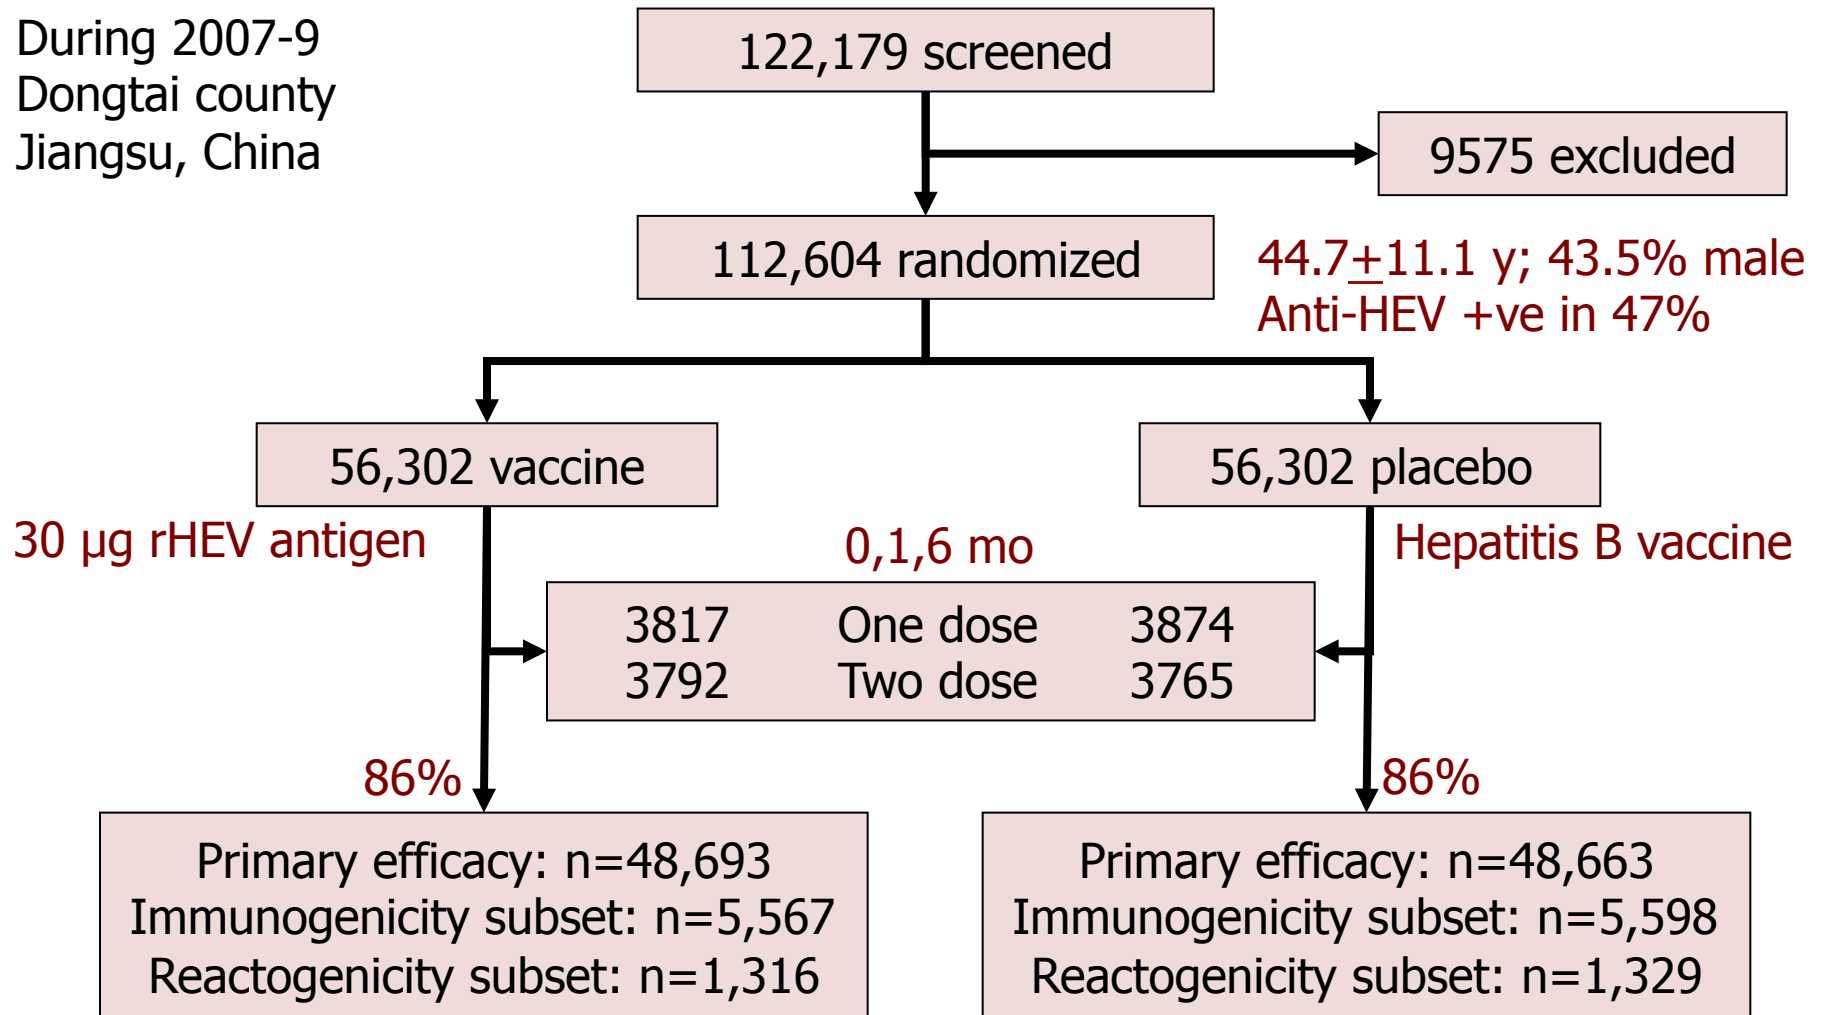 During 2007-9
Dongtai county
Jiangsu, China
122,179 screened
9575 excluded
112,604 randomized
44.7±11.1 y; 43.5% male
Anti-HEV +ve in 47%
56,302 vaccine
56,302 placebo
30 µg rHEV antigen
0,1,6 mo
Hepatitis B vaccine
3817 One dose 3874
3792 Two dose 3765
86%
86%
Primary efficacy: n=48,693
Immunogenicity subset: n=5,567
Reactogenicity subset: n=1,316
Primary efficacy: n=48,663
Immunogenicity subset: n=5,598
Reactogenicity subset: n=1,329